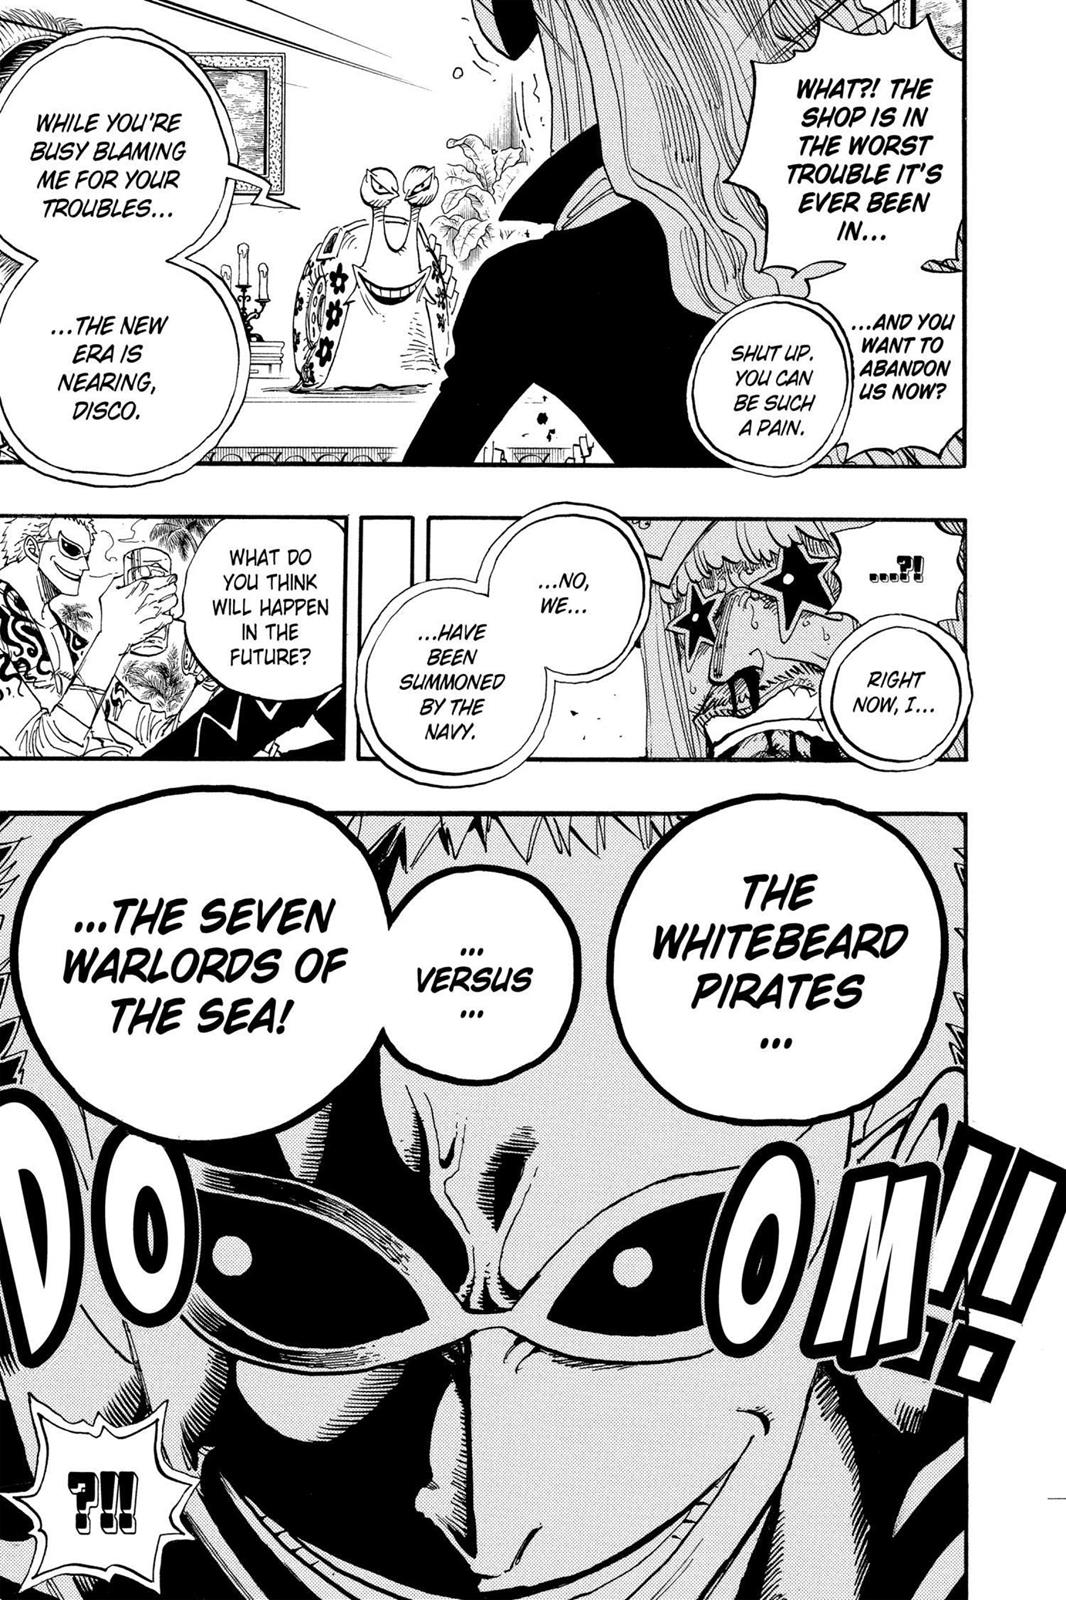 WHAT?! THE
SHOP IS IN
THE WORST
TROUBLE IT'S
EVER BEEN
IN...
...AND YOU
WANT TO
ABANDON
US NOW?
SHUT UP.
YOU CAN
BE SUCH
A PAIN.
WHILE YOU'RE
BUSY BLAMING
ME FOR YOUR
TROUBLES...
...THE NEW
ERA IS
NEARING,
DISCO.
...?!
RIGHT
NOW, I...
...NO,
WE...
...HAVE
BEEN
SUMMONED
BY THE
NAVY.
WHAT DO
YOU THINK
WILL HAPPEN
IN THE
FUTURE?
THE
WHITEBEARD
PIRATES
...
...
VERSUS
...
...THE SEVEN
WARLORDS OF
THE SEA!
DOOM!!
?!!